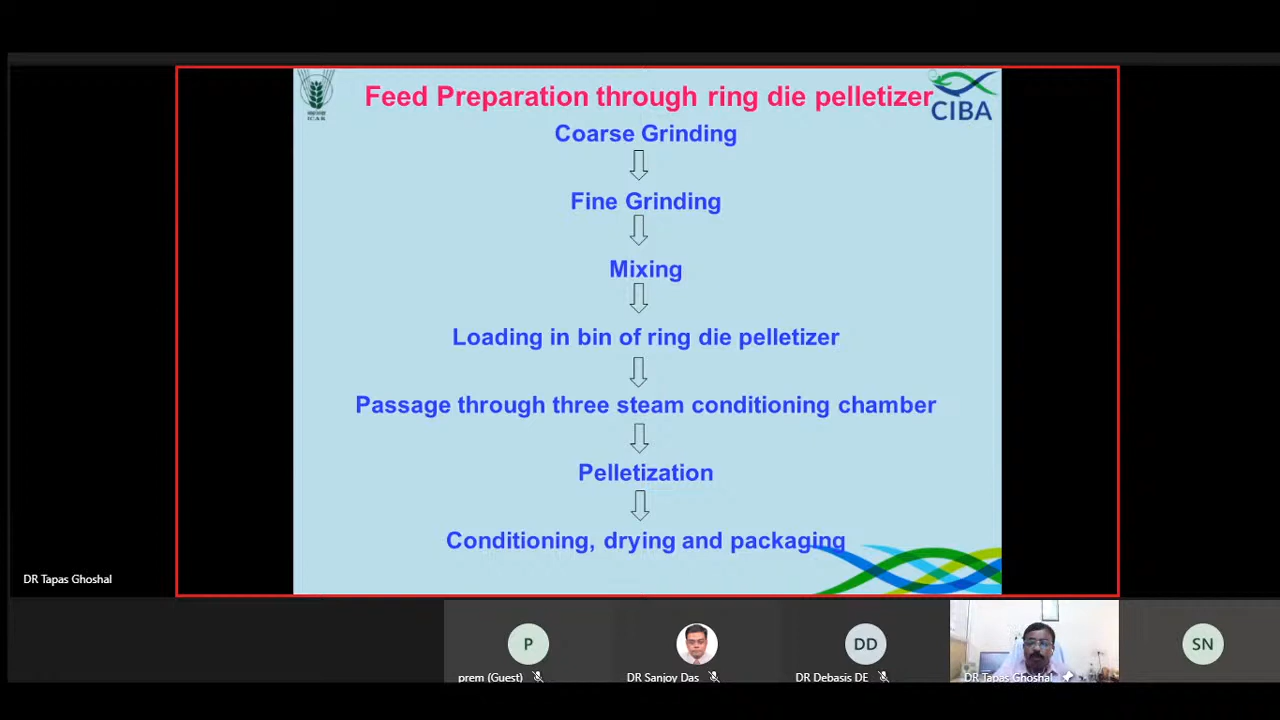 Feed Preparation through ring die pelletizer
CIBA
ICAR
Coarse Grinding
Fine Grinding
Mixing
Loading in bin of ring die pelletizer
Passage through three steam conditioning chamber
Pelletization
Conditioning, drying and packaging
DR Tapas Ghoshal
P
DD
SN
prem (Guest)
DR Sanjoy Das
DR Debasis DE
DR Tapas Ghoshal